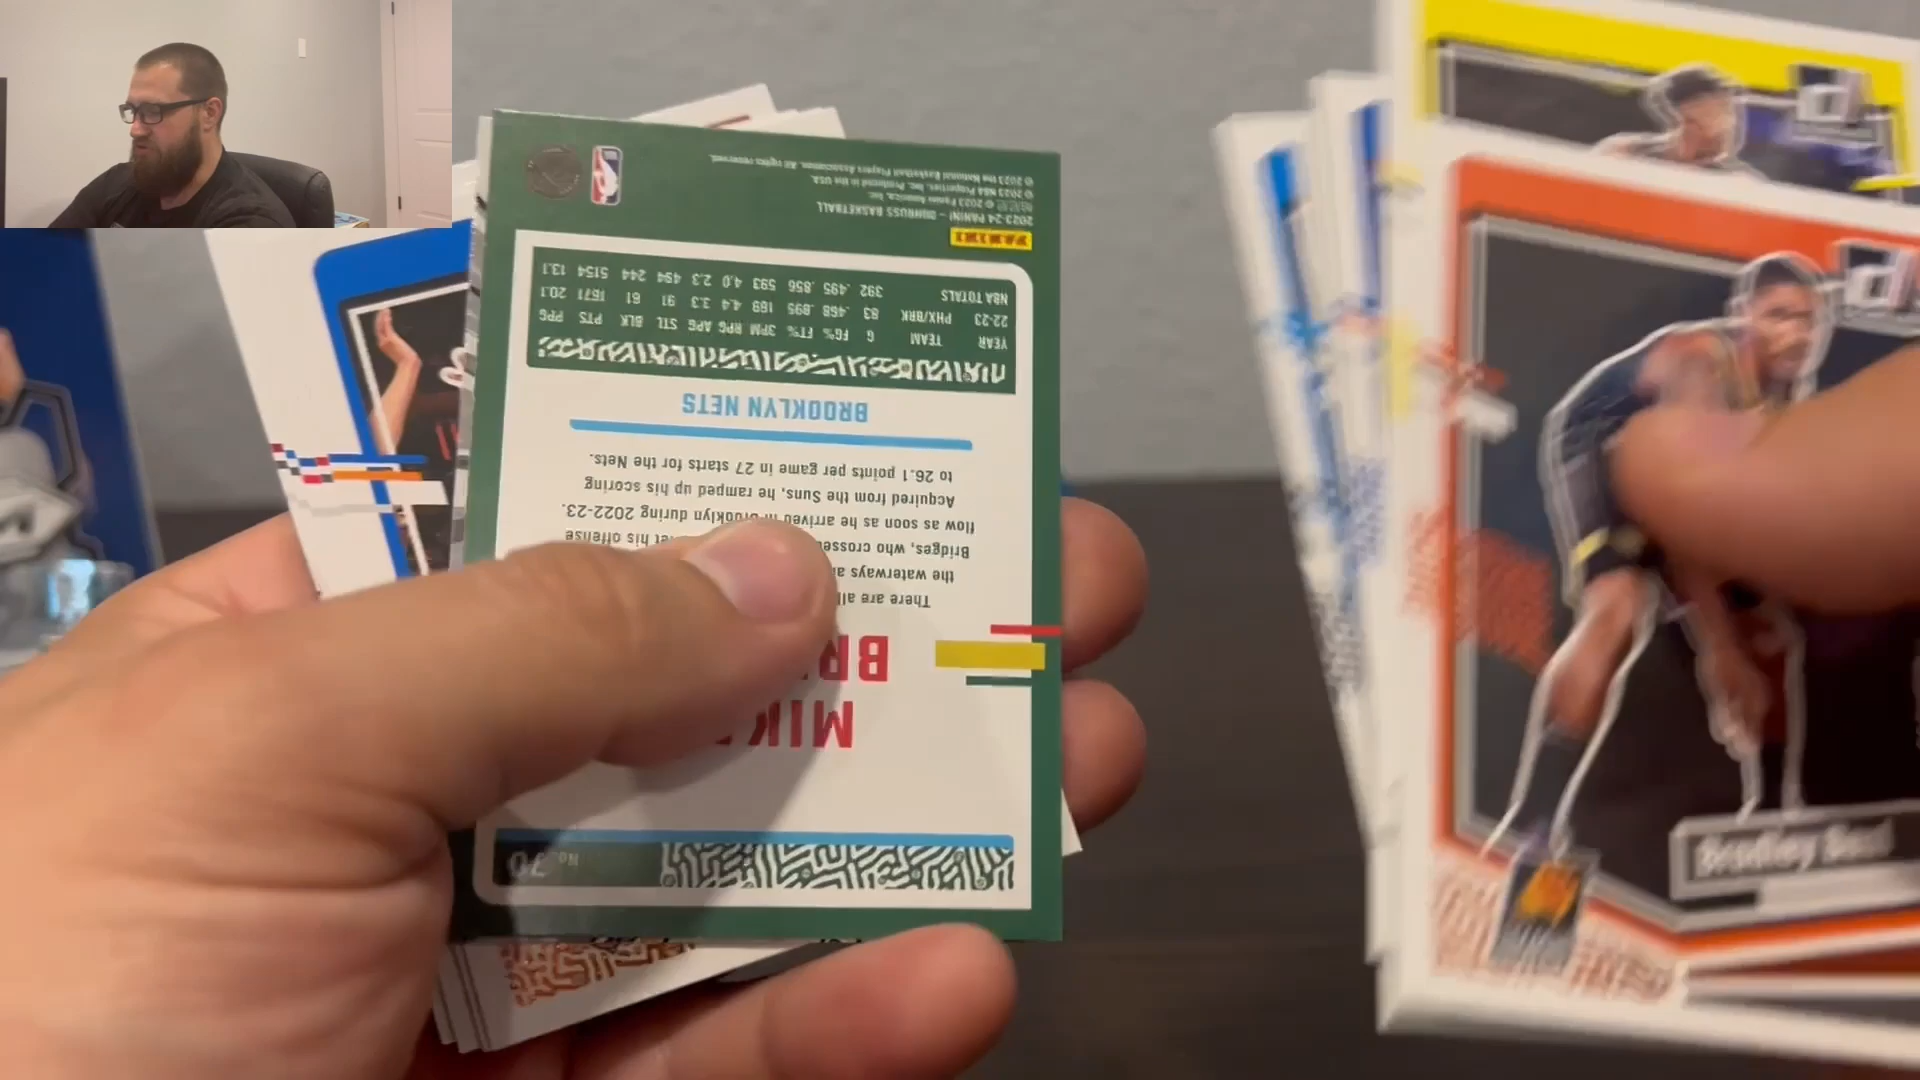 No. 70
MIK
BR
There are all
the waterways
Bridges, who crosse his offense
flow as soon as he arrived in Brooklyn during 2022-23.
Acquired from the Suns, he ramped up his scoring
to 26.1 points per game in 27 starts for the Nets.
BROOKLYN NETS
YEAR TEAM G FG% FT% 3PM RPG APG STL BLK PTS PPG
22-23 PHX/BRK 83 .468 .895 189 4.4 3.3 91 61 1671 20.1
NBA TOTALS 392 .495 .856 593 4.0 2.3 494 244 5154 13.1
PANINI
2023-24 PANINI – DONRUSS BASKETBALL
© 2023 Panini America, Inc.
Produced in the USA.
© 2023 NBA Properties, Inc. All rights reserved.
© 2023 the National Basketball Players Association.
Bradley Beal